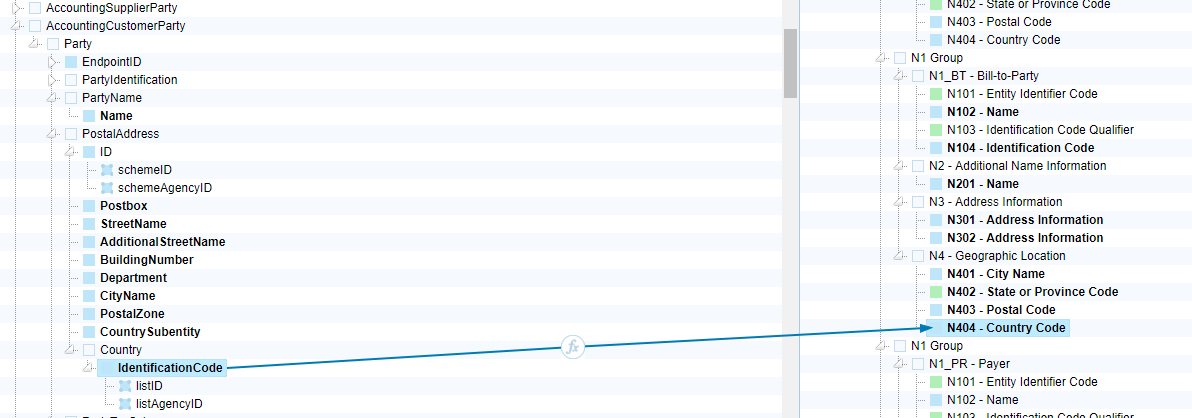 AccountingSupplierParty
AccountingCustomerParty
Party
EndpointID
PartyIdentification
PartyName
Name
PostalAddress
ID
schemeID
schemeAgencyID
Postbox
StreetName
AdditionalStreetName
BuildingNumber
Department
CityName
PostalZone
CountrySubentity
Country
IdentificationCode
listID
listAgencyID
fx
N402 - State or Province Code
N403 - Postal Code
N404 - Country Code
N1 Group
N1_BT - Bill-to-Party
N101 - Entity Identifier Code
N102 - Name
N103 - Identification Code Qualifier
N104 - Identification Code
N2 - Additional Name Information
N201 - Name
N3 - Address Information
N301 - Address Information
N302 - Address Information
N4 - Geographic Location
N401 - City Name
N402 - State or Province Code
N403 - Postal Code
N404 - Country Code
N1 Group
N1_PR - Payer
N101 - Entity Identifier Code
N102 - Name
N103 - Identification Code Qualifier